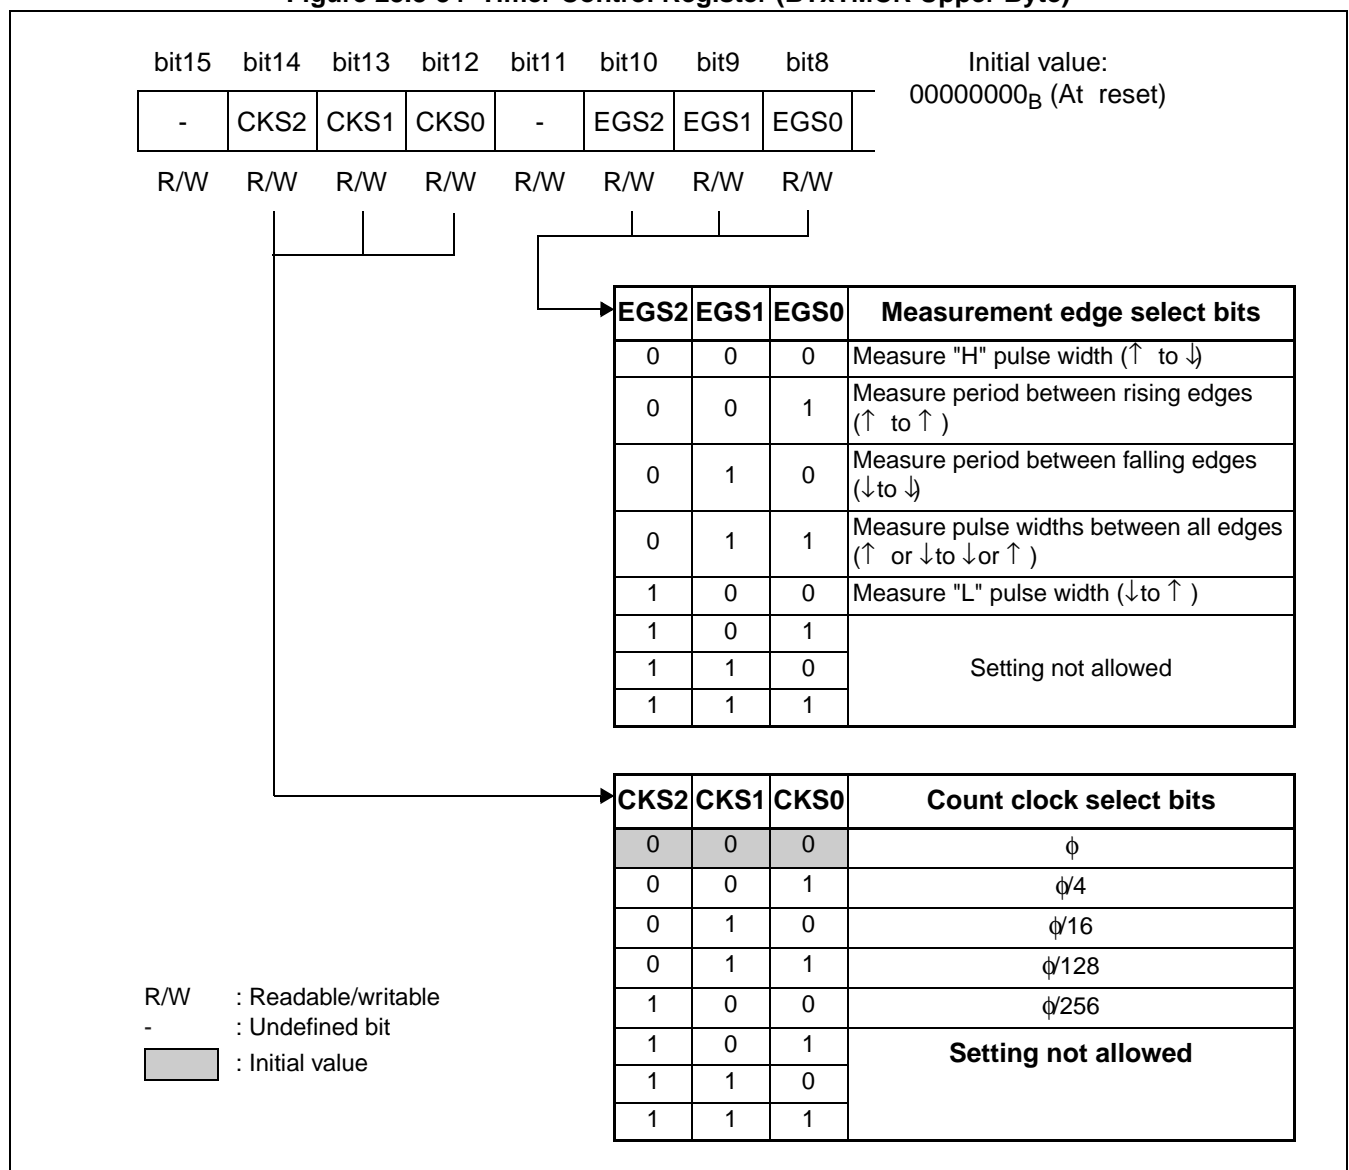 bit15 bit14 bit13 bit12 bit11 bit10 bit9 bit8 Initial value:
00000000B (At reset)
- CKS2 CKS1 CKS0 - EGS2 EGS1 EGS0
R/W R/W R/W R/W R/W R/W R/W R/W
EGS2 EGS1 EGS0 Measurement edge select bits
0 0 0 Measure "H" pulse width (↑ to ↓)
0 0 1 Measure period between rising edges
(↑ to ↑ )
0 1 0 Measure period between falling edges
(↓to ↓)
0 1 1 Measure pulse widths between all edges
(↑ or ↓to ↓or ↑ )
1 0 0 Measure "L" pulse width (↓to ↑ )
1 0 1
1 1 0 Setting not allowed
1 1 1
CKS2 CKS1 CKS0 Count clock select bits
0 0 0 ϕ
0 0 1 ϕ/4
0 1 0 ϕ/16
0 1 1 ϕ/128
1 0 0 ϕ/256
1 0 1 Setting not allowed
1 1 0
1 1 1
R/W : Readable/writable
- : Undefined bit
: Initial value